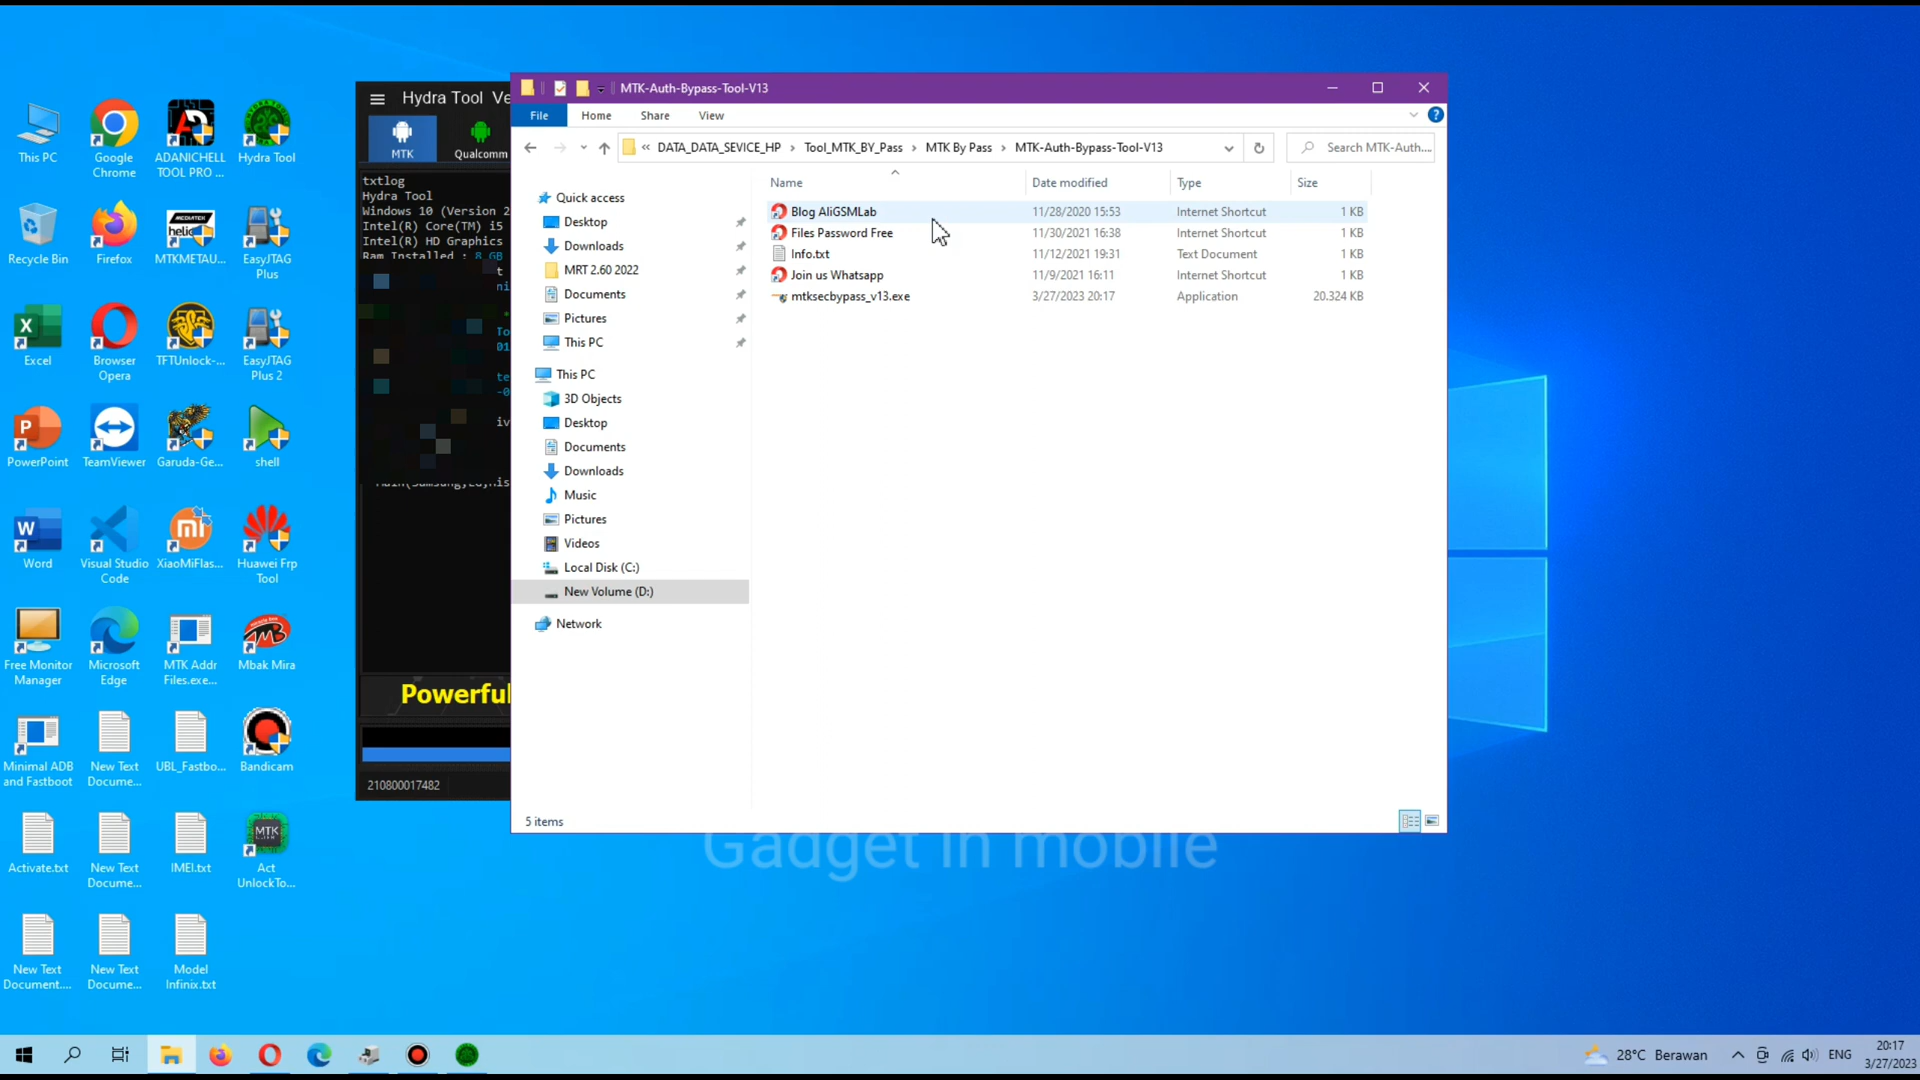 This PC
Google
Chrome
ADANICHELL
TOOL PRO ...
Hydra Tool
Recycle Bin
Firefox
MEDIATEK
helio
MTKMETAU...
EasyJTAG
Plus
Excel
Browser
Opera
TFTUnlock-...
EasyJTAG
Plus 2
PowerPoint
TeamViewer
Garuda-Ge...
shell
Word
Visual Studio
Code
XiaoMiFlas...
Huawei Frp
Tool
Free Monitor
Manager
Microsoft
Edge
MTK Addr
Files.exe...
Mbak Mira
Minimal ADB
and Fastboot
New Text
Docume...
UBL_Fastbo...
Bandicam
Activate.txt
New Text
Docume...
IMEI.txt
MTK
Act
UnlockTo...
New Text
Document....
New Text
Docume...
Model
Infinix.txt
Hydra Tool Ve
MTK
Qualcomm
txtlog
Hydra Tool
Windows 10 (Version 2
Intel(R) Core(TM) i5
Intel(R) HD Graphics
Ram Installed : 8 GB
Powerful
210800017482
MTK-Auth-Bypass-Tool-V13
File
Home
Share
View
« DATA_DATA_SEVICE_HP > Tool_MTK_BY_Pass > MTK By Pass > MTK-Auth-Bypass-Tool-V13
Search MTK-Auth-...
Quick access
Desktop
Downloads
MRT 2.60 2022
Documents
Pictures
This PC
This PC
3D Objects
Desktop
Documents
Downloads
Music
Pictures
Videos
Local Disk (C:)
New Volume (D:)
Network
Name Date modified Type Size
Blog AliGSMLab 11/28/2020 15:53 Internet Shortcut 1 KB
Files Password Free 11/30/2021 16:38 Internet Shortcut 1 KB
Info.txt 11/12/2021 19:31 Text Document 1 KB
Join us Whatsapp 11/9/2021 16:11 Internet Shortcut 1 KB
mtksecbypass_v13.exe 3/27/2023 20:17 Application 20.324 KB
5 items
Gadget in mobile
28°C Berawan
ENG
20:17
3/27/2023